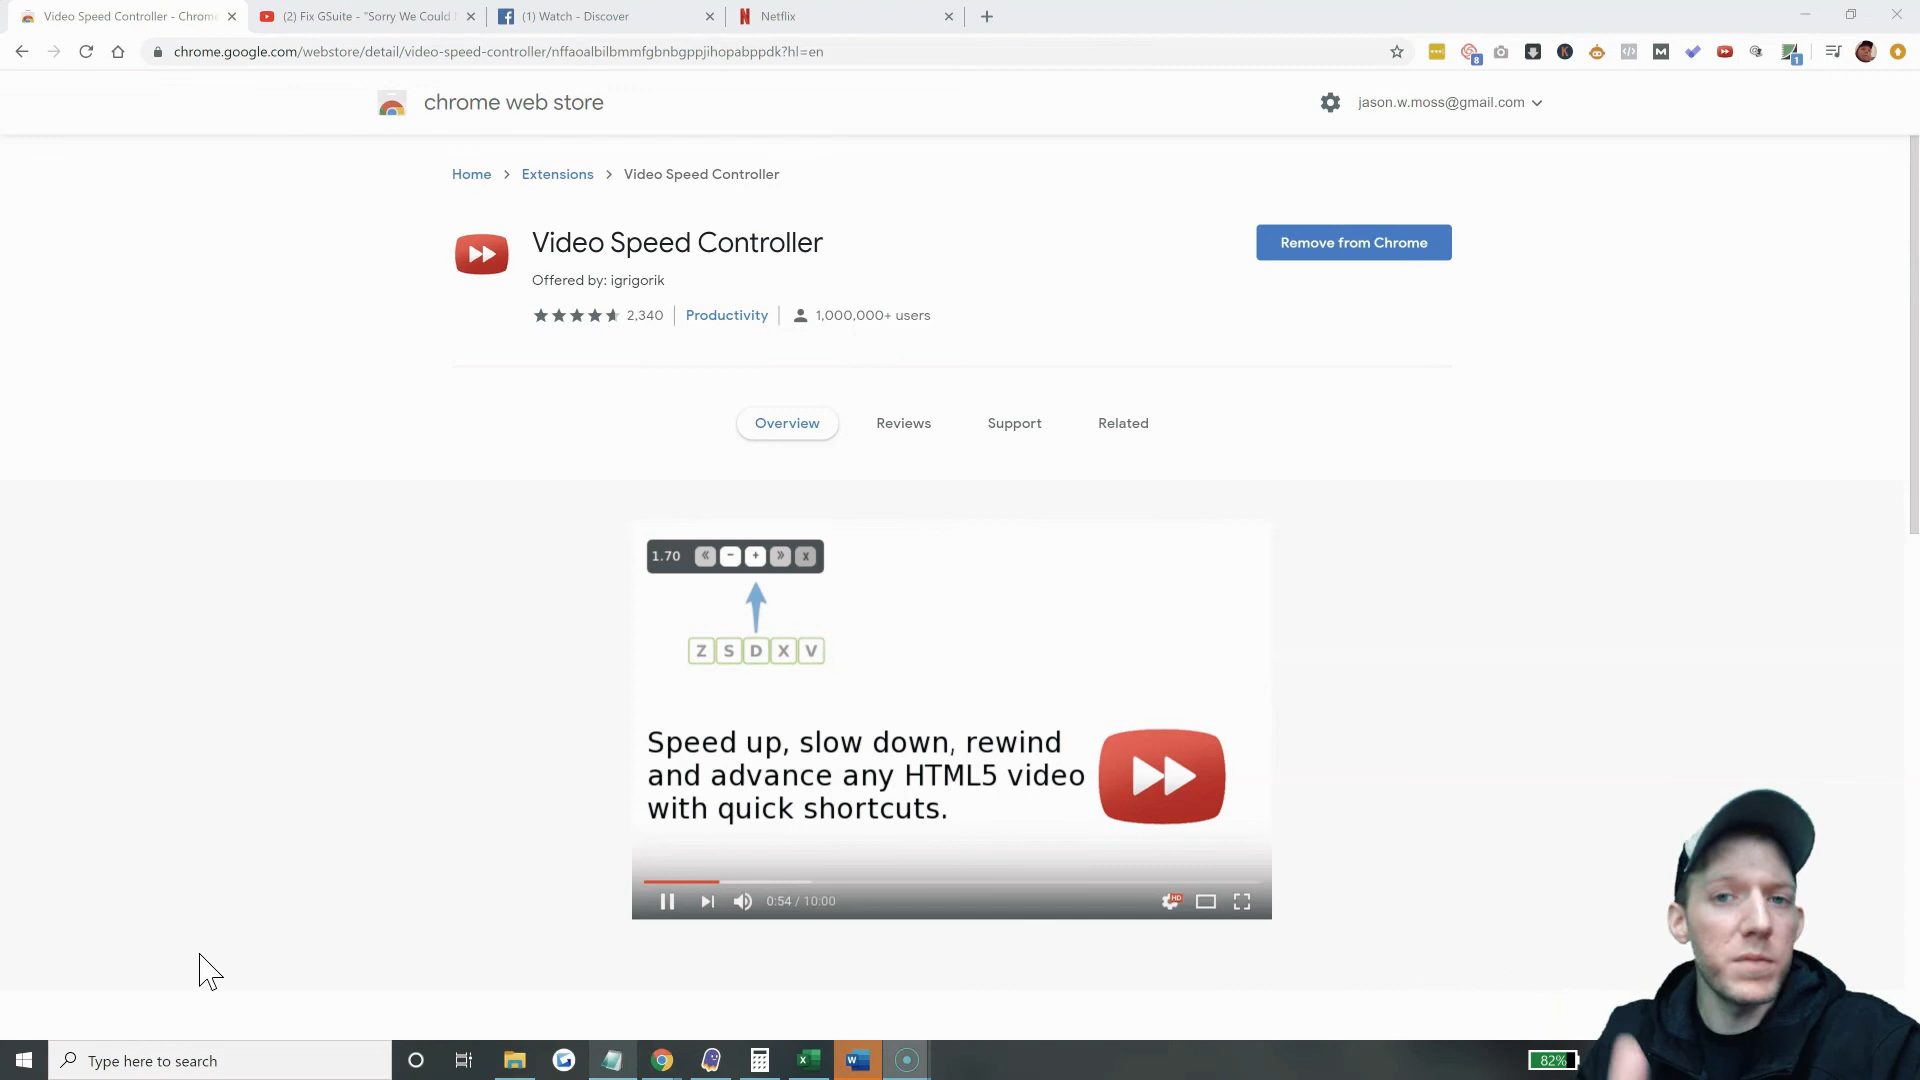 Video Speed Controller - Chrome
(2) Fix GSuite - "Sorry We Could
(1) Watch - Discover
Netflix
chrome.google.com/webstore/detail/video-speed-controller/nffaoalbilbmmfgbnbgppjihopabppdk?hl=en
8
1
chrome web store
jason.w.moss@gmail.com
Home > Extensions > Video Speed Controller
Video Speed Controller
Remove from Chrome
Offered by: igrigorik
2,340
Productivity
1,000,000+ users
Overview
Reviews
Support
Related
1.70 « - + » x
Z S D X V
Speed up, slow down, rewind
and advance any HTML5 video
with quick shortcuts.
0:54 / 10:00
HD
Type here to search
82%